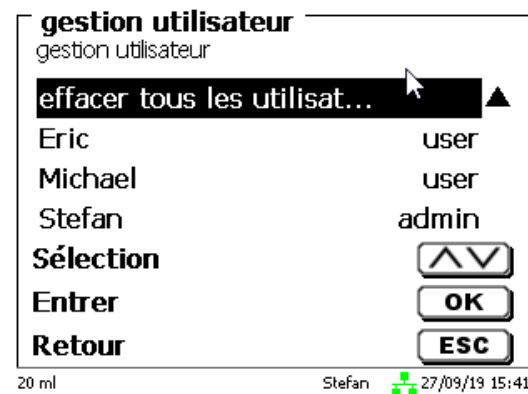 gestion utilisateur
gestion utilisateur
effacer tous les utilisat...
Eric user
Michael user
Stefan admin
Sélection
Entrer OK
Retour ESC
20 ml Stefan 27/09/19 15:41